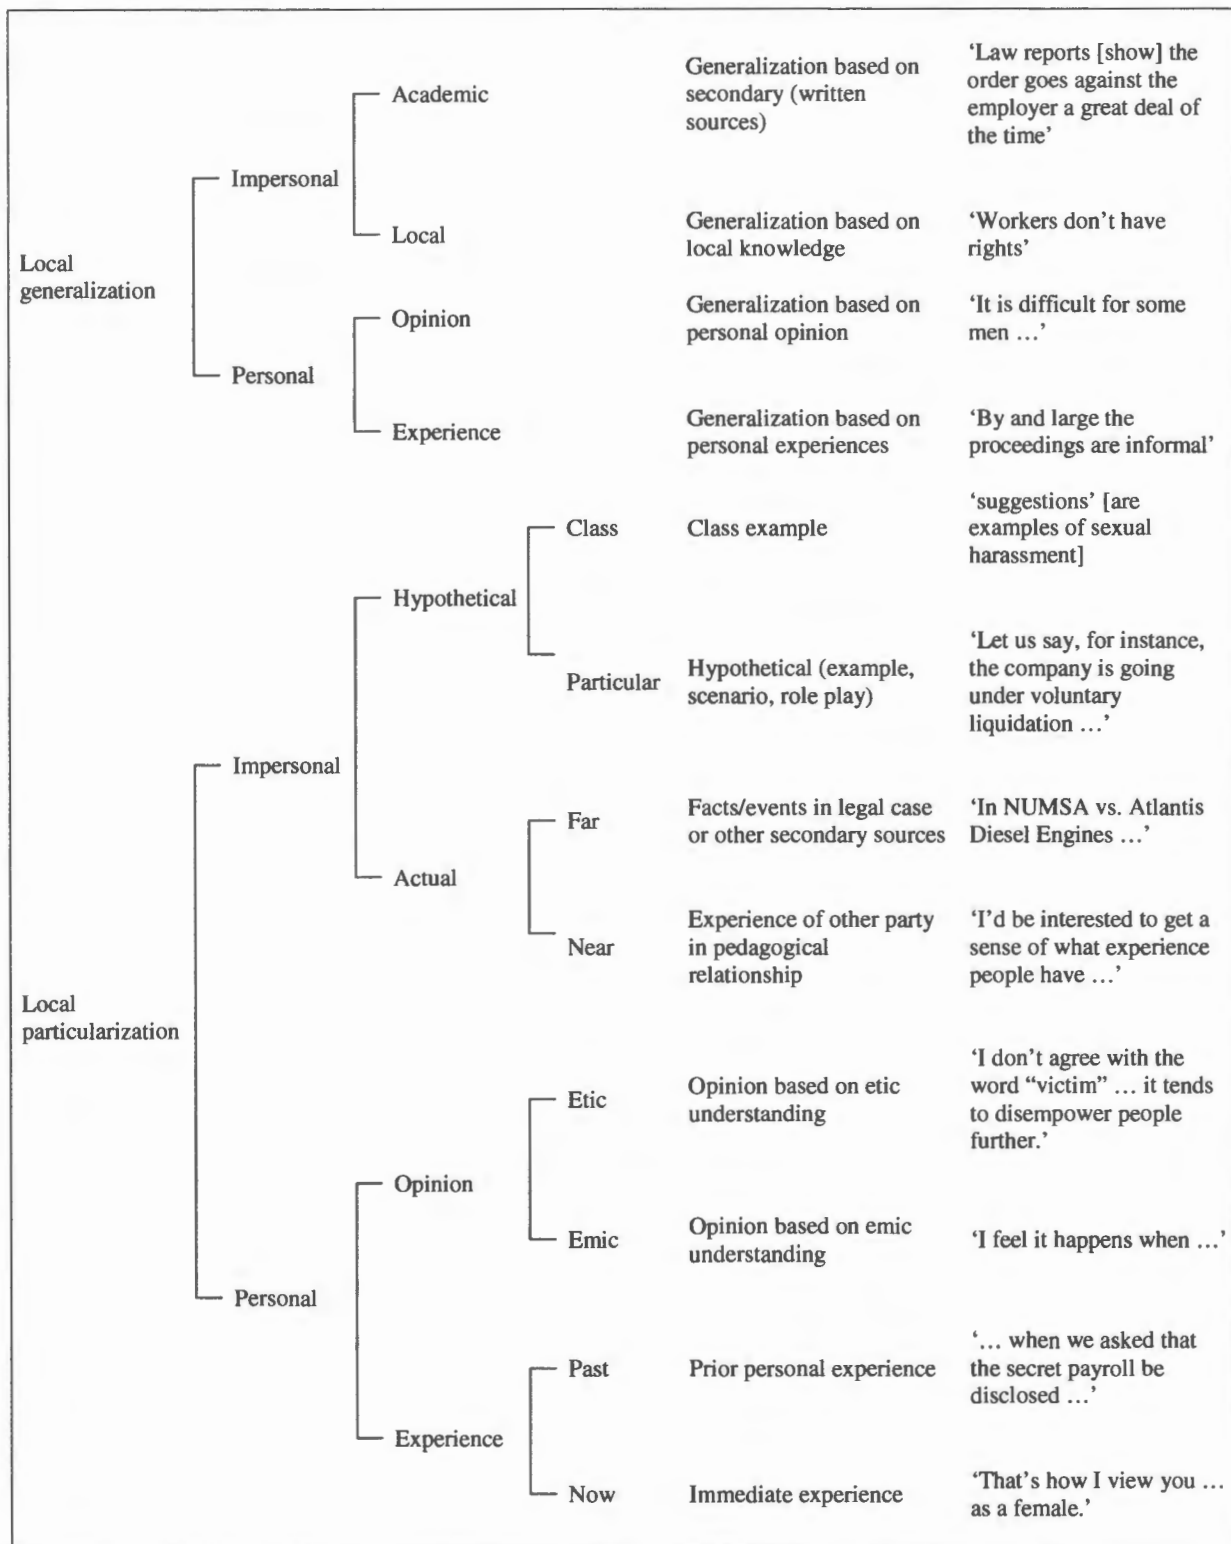 Academic
Generalization based on
secondary (written
sources)
‘Law reports [show] the
order goes against the
employer a great deal of
the time’
Impersonal
Local
Generalization based on
local knowledge
‘Workers don’t have
rights’
Local
generalization
Opinion
Generalization based on
personal opinion
‘It is difficult for some
men …’
Personal
Experience
Generalization based on
personal experiences
‘By and large the
proceedings are informal’
Class
Class example
‘suggestions’ [are
examples of sexual
harassment]
Hypothetical
Particular
Hypothetical (example,
scenario, role play)
‘Let us say, for instance,
the company is going
under voluntary
liquidation …’
Impersonal
Far
Facts/events in legal case
or other secondary sources
‘In NUMSA vs. Atlantis
Diesel Engines …’
Actual
Near
Experience of other party
in pedagogical
relationship
‘I’d be interested to get a
sense of what experience
people have …’
Local
particularization
Etic
Opinion based on etic
understanding
‘I don’t agree with the
word “victim” … it tends
to disempower people
further.’
Opinion
Emic
Opinion based on emic
understanding
‘I feel it happens when …’
Personal
Past
Prior personal experience
‘… when we asked that
the secret payroll be
disclosed …’
Experience
Now
Immediate experience
‘That’s how I view you …
as a female.’